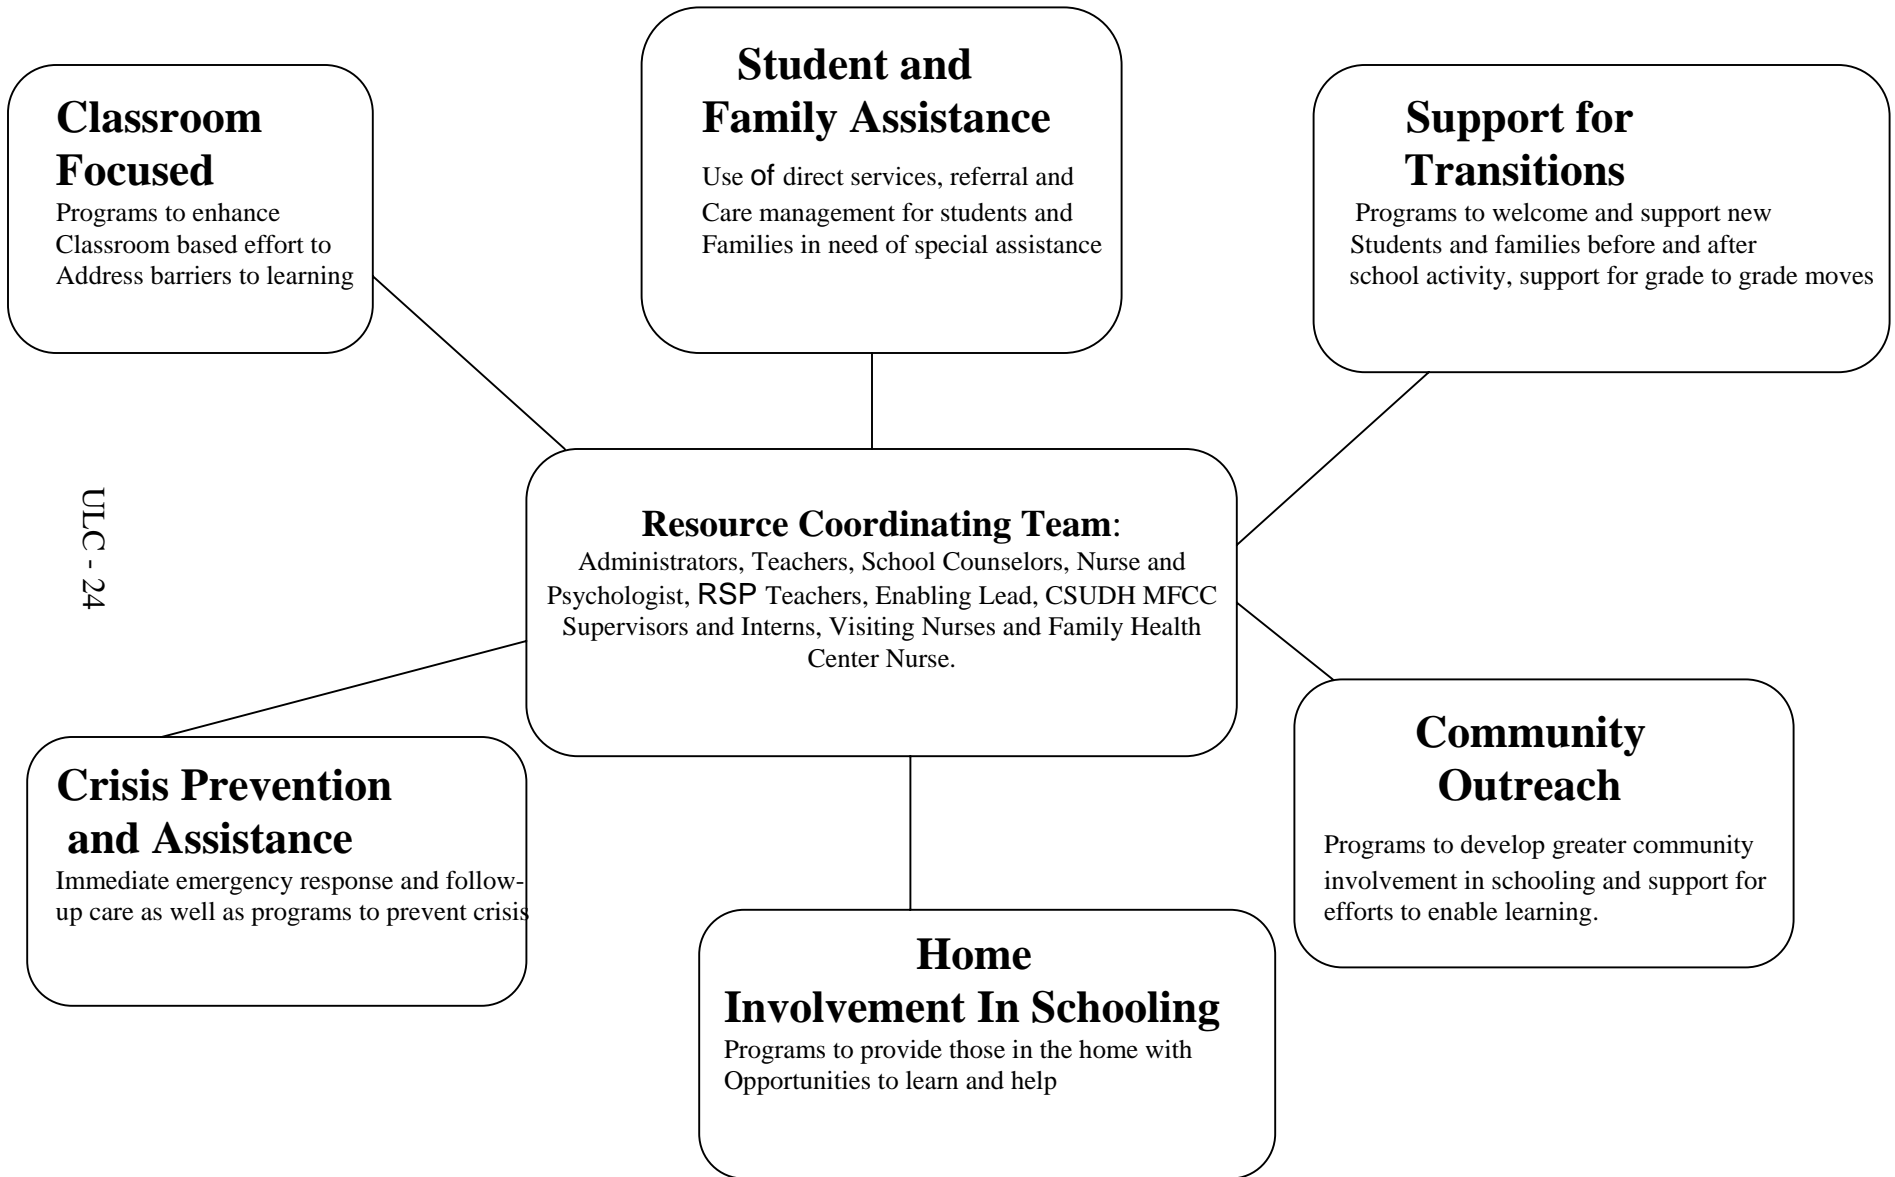 Classroom
Focused
Programs to enhance
Classroom based effort to
Address barriers to learning
Student and
Family Assistance
Use of direct services, referral and
Care management for students and
Families in need of special assistance
Support for
Transitions
Programs to welcome and support new
Students and families before and after
school activity, support for grade to grade moves
ULC - 24
Resource Coordinating Team:
Administrators, Teachers, School Counselors, Nurse and
Psychologist, RSP Teachers, Enabling Lead, CSUDH MFCC
Supervisors and Interns, Visiting Nurses and Family Health
Center Nurse.
Crisis Prevention
and Assistance
Immediate emergency response and follow-
up care as well as programs to prevent crisis
Home
Involvement In Schooling
Programs to provide those in the home with
Opportunities to learn and help
Community
Outreach
Programs to develop greater community
involvement in schooling and support for
efforts to enable learning.